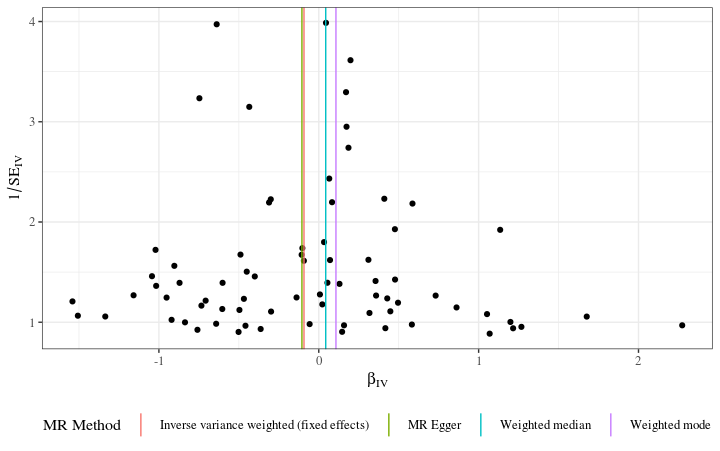 4
3
2
1
1/SE_IV
-1
0
1
2
β_IV
MR Method
Inverse variance weighted (fixed effects)
MR Egger
Weighted median
Weighted mode